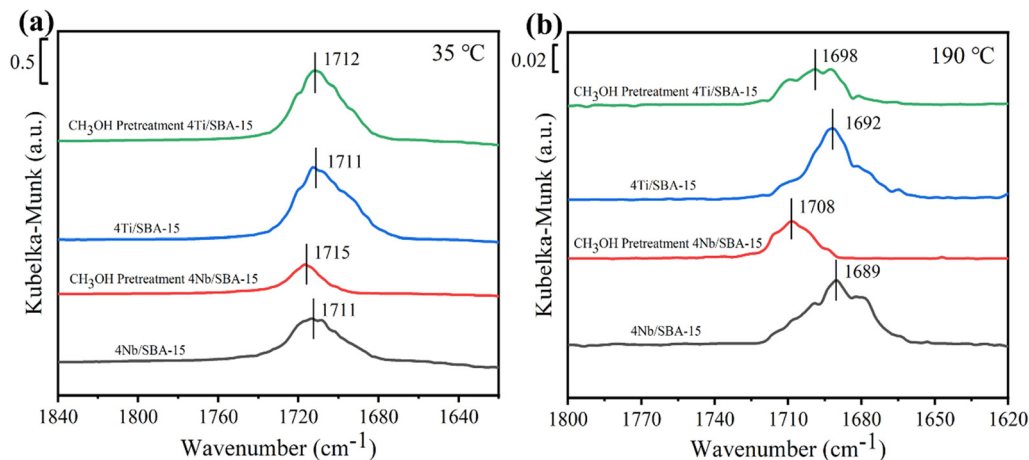 (a)
0.5
35 ℃
1712
CH₃OH Pretreatment 4Ti/SBA-15
1711
4Ti/SBA-15
1715
CH₃OH Pretreatment 4Nb/SBA-15
1711
4Nb/SBA-15
Kubelka-Munk (a.u.)
1840 1800 1760 1720 1680 1640
Wavenumber (cm⁻¹)
(b)
0.02
190 ℃
1698
CH₃OH Pretreatment 4Ti/SBA-15
1692
4Ti/SBA-15
1708
CH₃OH Pretreatment 4Nb/SBA-15
1689
4Nb/SBA-15
Kubelka-Munk (a.u.)
1800 1770 1740 1710 1680 1650 1620
Wavenumber (cm⁻¹)